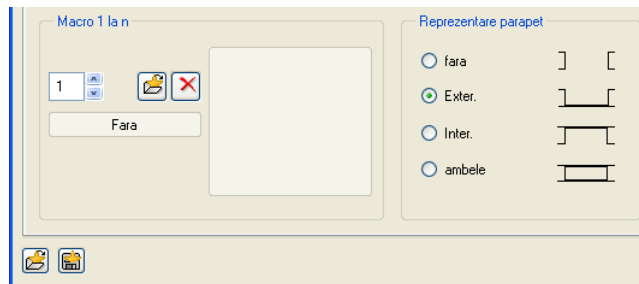 Macro 1 la n
1
Fara
Reprezentare parapet
fara
Exter.
Inter.
ambele